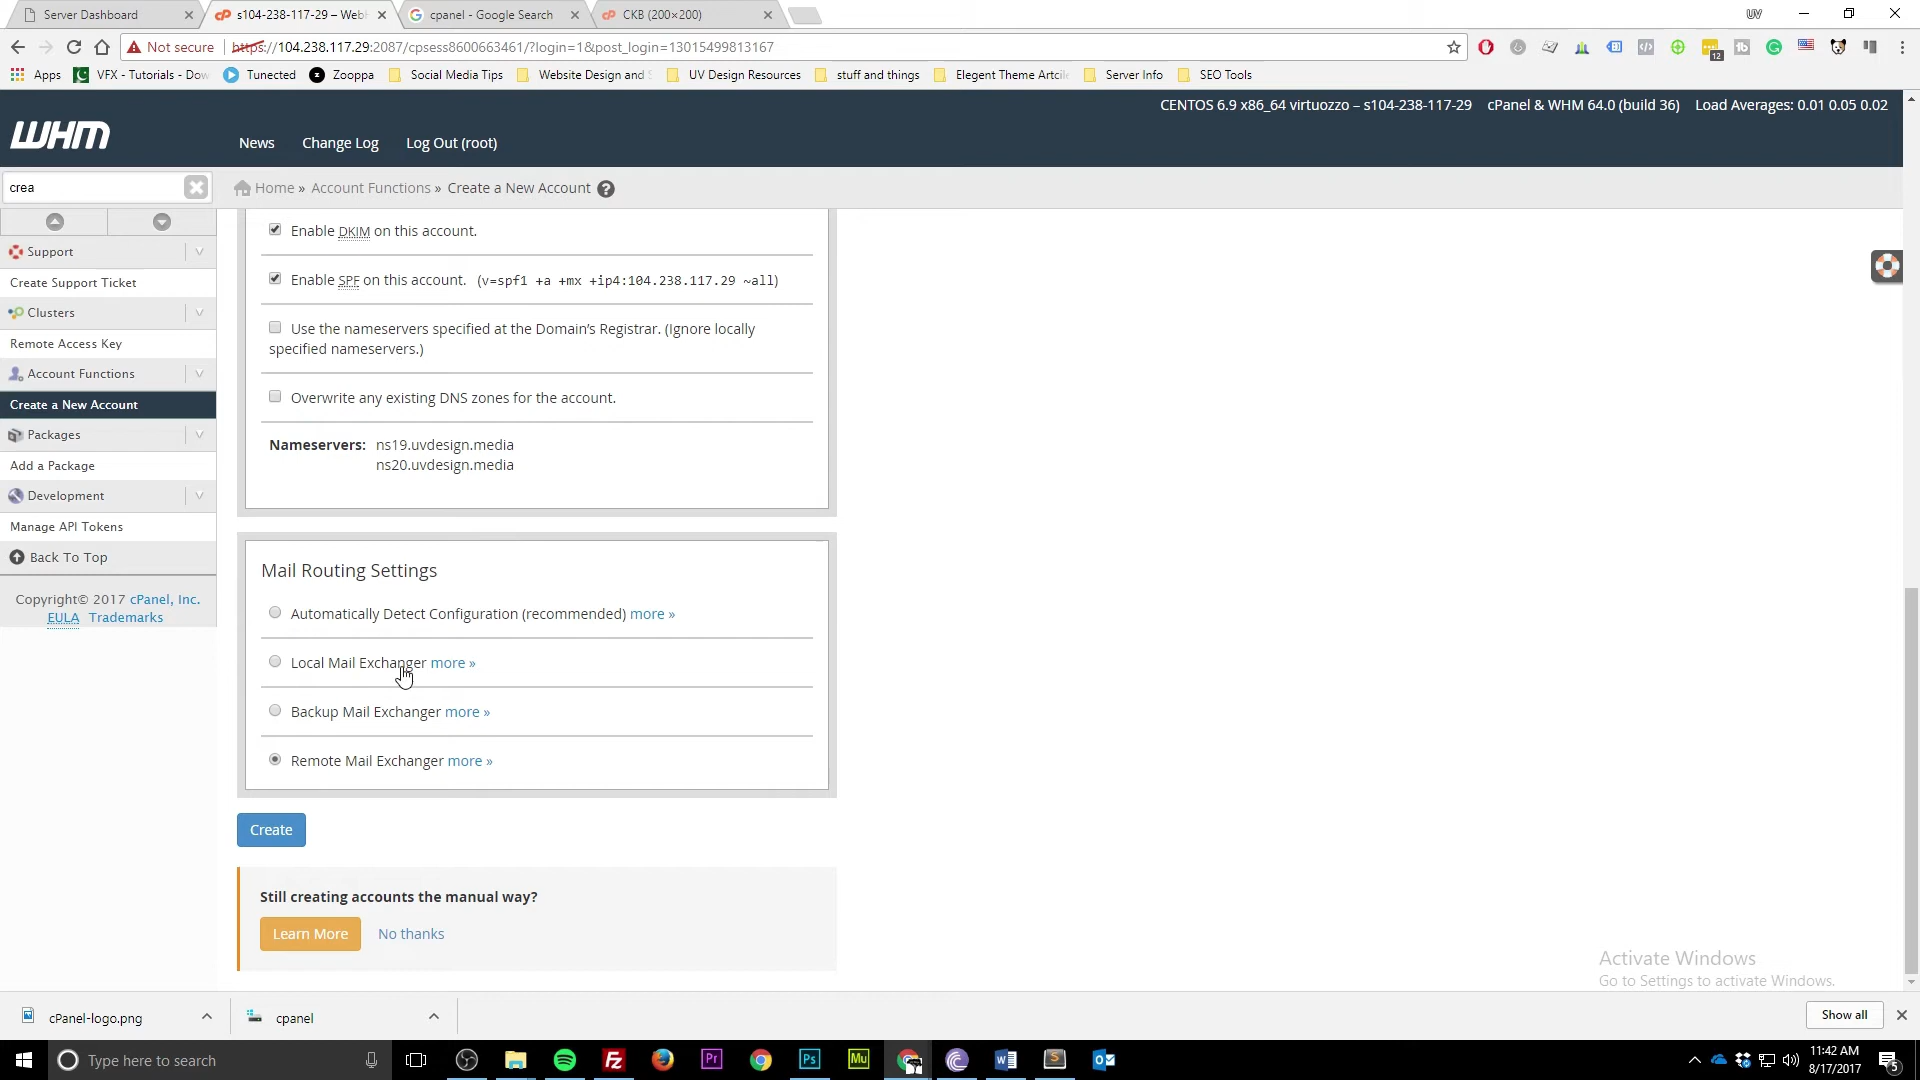 Server Dashboard
s104-238-117-29 – WebH
cpanel - Google Search
CKB (200×200)
UV
Not secure
https://104.238.117.29:2087/cpsess8600663461/?login=1&post_login=13015499813167
12
Apps
VFX - Tutorials - Dow
Tunected
Zooppa
Social Media Tips
Website Design and S
UV Design Resources
stuff and things
Elegent Theme Artcile
Server Info
SEO Tools
CENTOS 6.9 x86_64 virtuozzo – s104-238-117-29
cPanel & WHM 64.0 (build 36)
Load Averages: 0.01 0.05 0.02
WHM
News
Change Log
Log Out (root)
crea
Home » Account Functions » Create a New Account
Support
Create Support Ticket
Clusters
Remote Access Key
Account Functions
Create a New Account
Packages
Add a Package
Development
Manage API Tokens
Back To Top
Copyright© 2017 cPanel, Inc.
EULA Trademarks
Enable DKIM on this account.
Enable SPF on this account. (v=spf1 +a +mx +ip4:104.238.117.29 ~all)
Use the nameservers specified at the Domain's Registrar. (Ignore locally
specified nameservers.)
Overwrite any existing DNS zones for the account.
Nameservers: ns19.uvdesign.media
ns20.uvdesign.media
Mail Routing Settings
Automatically Detect Configuration (recommended) more »
Local Mail Exchanger more »
Backup Mail Exchanger more »
Remote Mail Exchanger more »
Create
Still creating accounts the manual way?
Learn More
No thanks
Activate Windows
Go to Settings to activate Windows.
cPanel-logo.png
cpanel
Show all
Type here to search
Fz
Pr
Ps
Mu
11:42 AM
8/17/2017
5